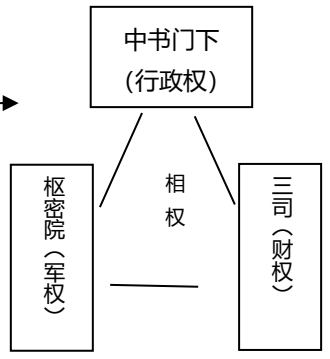 中书门下
（行政权）
相
权
枢密院（军权）
三司（财权）